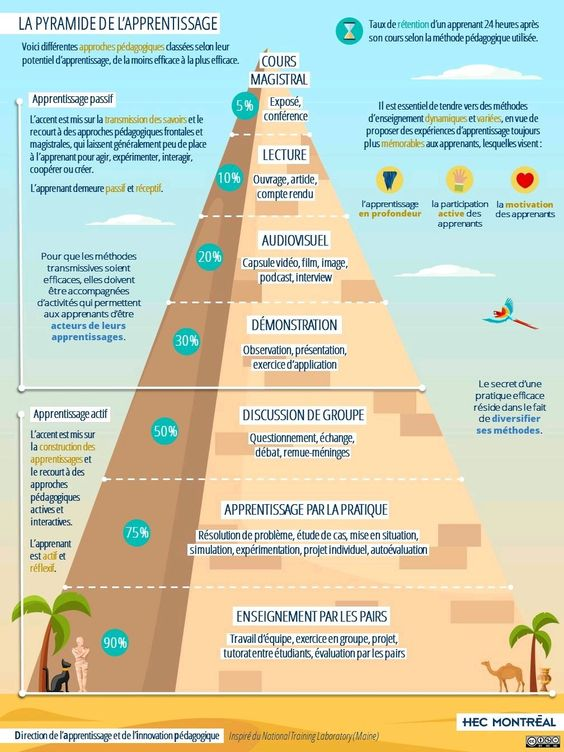 LA PYRAMIDE DE L'APPRENTISSAGE
Voici différentes approches pédagogiques classées selon leur
potentiel d'apprentissage, de la moins efficace à la plus efficace.
Taux de rétention d'un apprenant 24 heures après
son cours selon la méthode pédagogique utilisée.
COURS
MAGISTRAL
5%
Exposé,
conférence
Apprentissage passif
L'accent est mis sur la transmission des savoirs et le
recourt à des approches pédagogiques frontales et
magistrales, qui laissent généralement peu de place
à l'apprenant pour agir, expérimenter, interagir,
coopérer ou créer.
L'apprenant demeure passif et réceptif.
Il est essentiel de tendre vers des méthodes
d'enseignement dynamiques et variées, en vue de
proposer des expériences d'apprentissage toujours
plus mémorables aux apprenants, lesquelles visent :
l'apprentissage
en profondeur
la participation
active des
apprenants
la motivation
des apprenants
LECTURE
10%
Ouvrage, article,
compte rendu
AUDIOVISUEL
20%
Capsule vidéo, film, image,
podcast, interview
Pour que les méthodes
transmissives soient
efficaces, elles doivent
être accompagnées
d'activités qui permettent
aux apprenants d'être
acteurs de leurs
apprentissages.
DÉMONSTRATION
30%
Observation, présentation,
exercice d'application
Le secret d'une
pratique efficace
réside dans le fait
de diversifier
ses méthodes.
Apprentissage actif
L'accent est mis sur
la construction des
apprentissages et
le recourt à des
approches
pédagogiques
actives et
interactives.
L'apprenant
est actif et
réflexif.
DISCUSSION DE GROUPE
50%
Questionnement, échange,
débat, remue-méninges
APPRENTISSAGE PAR LA PRATIQUE
75%
Résolution de problème, étude de cas, mise en situation,
simulation, expérimentation, projet individuel, autoévaluation
ENSEIGNEMENT PAR LES PAIRS
90%
Travail d'équipe, exercice en groupe, projet,
tutorat entre étudiants, évaluation par les pairs
HEC MONTRĒAL
Direction de l'apprentissage et de l'innovation pédagogique
Inspiré du National Training Laboratory (Maine)